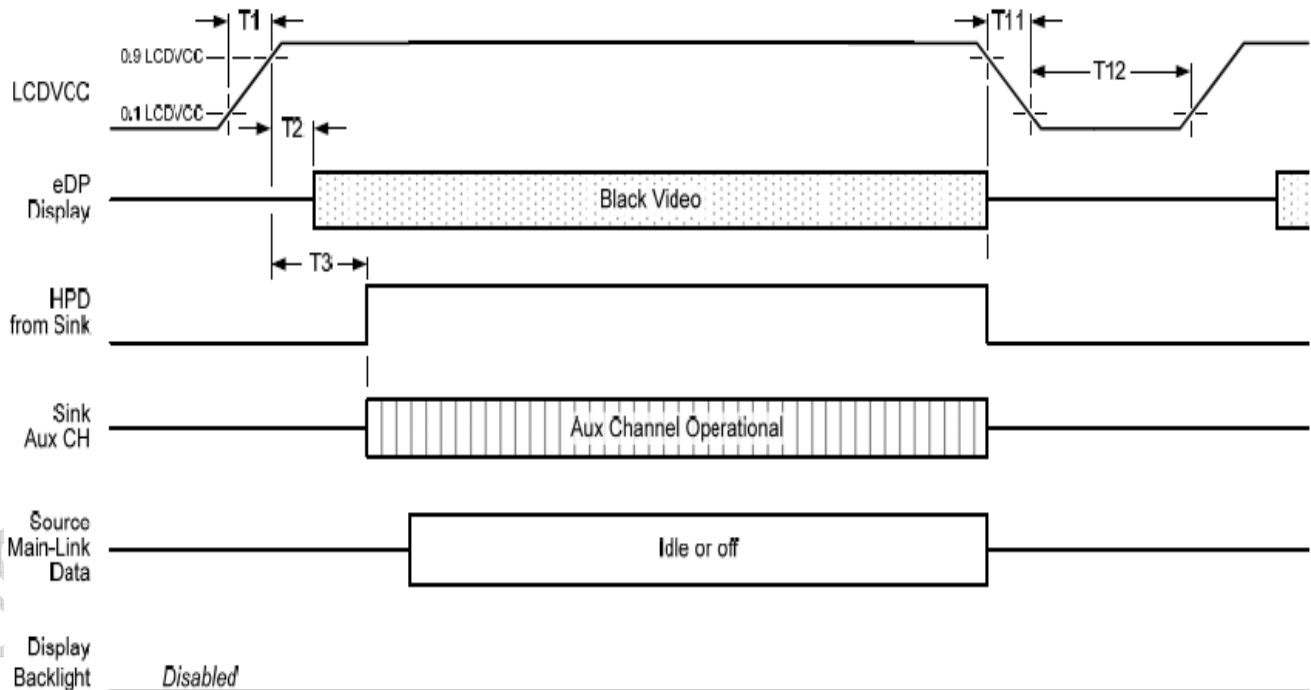 T1
T11
0.9 LCDVCC
LCDVCC
T12
0.1 LCDVCC
T2
eDP
Display
Black Video
T3
HPD
from Sink
Sink
Aux CH
Aux Channel Operational
Source
Main-Link
Data
Idle or off
Display
Backlight
Disabled